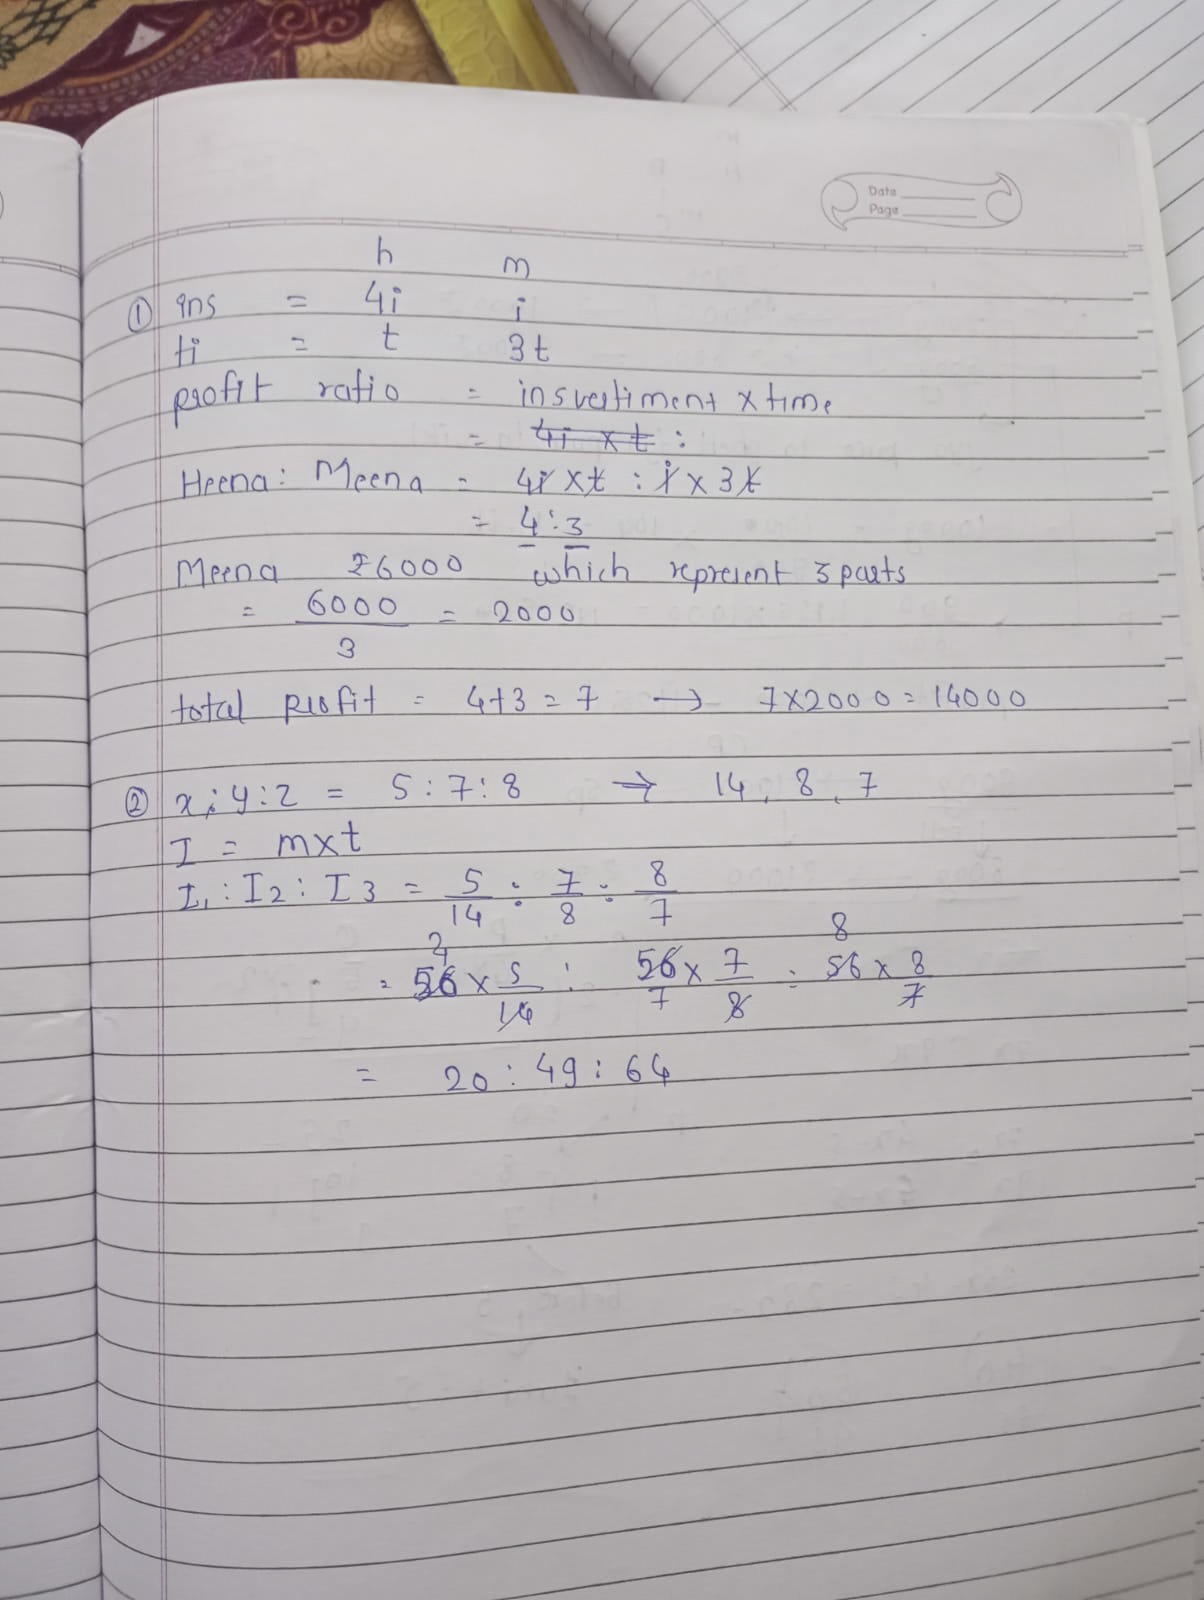 Date
Page
h m
① ins = 4i i
ti = t 3t
profit ratio = insvestiment x time
= 4i x t :
Heena : Meena = 4i x t : i x 3t
= 4 : 3
Meena ₹6000 which represent 3 parts
= 6000/3 = 2000
total profit = 4+3 = 7 → 7x2000 = 14000
② x : y : z = 5 : 7 : 8 → 14, 8, 7
I = mxt
I₁ : I2 : I3 = 5/14 : 7/8 : 8/7
4 8
= 56 x 5/14 : 56 x 7/8 : 56 x 8/7
7
= 20 : 49 : 64